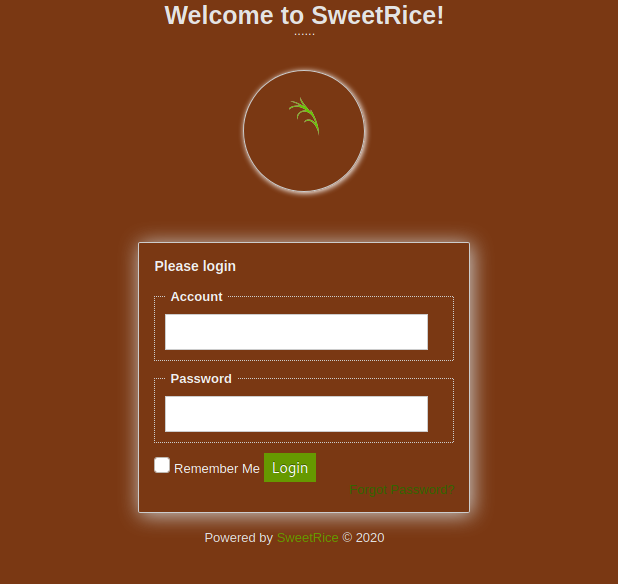 Welcome to SweetRice!
......
Please login
Account
Password
Remember Me Login
Forgot Password?
Powered by SweetRice © 2020